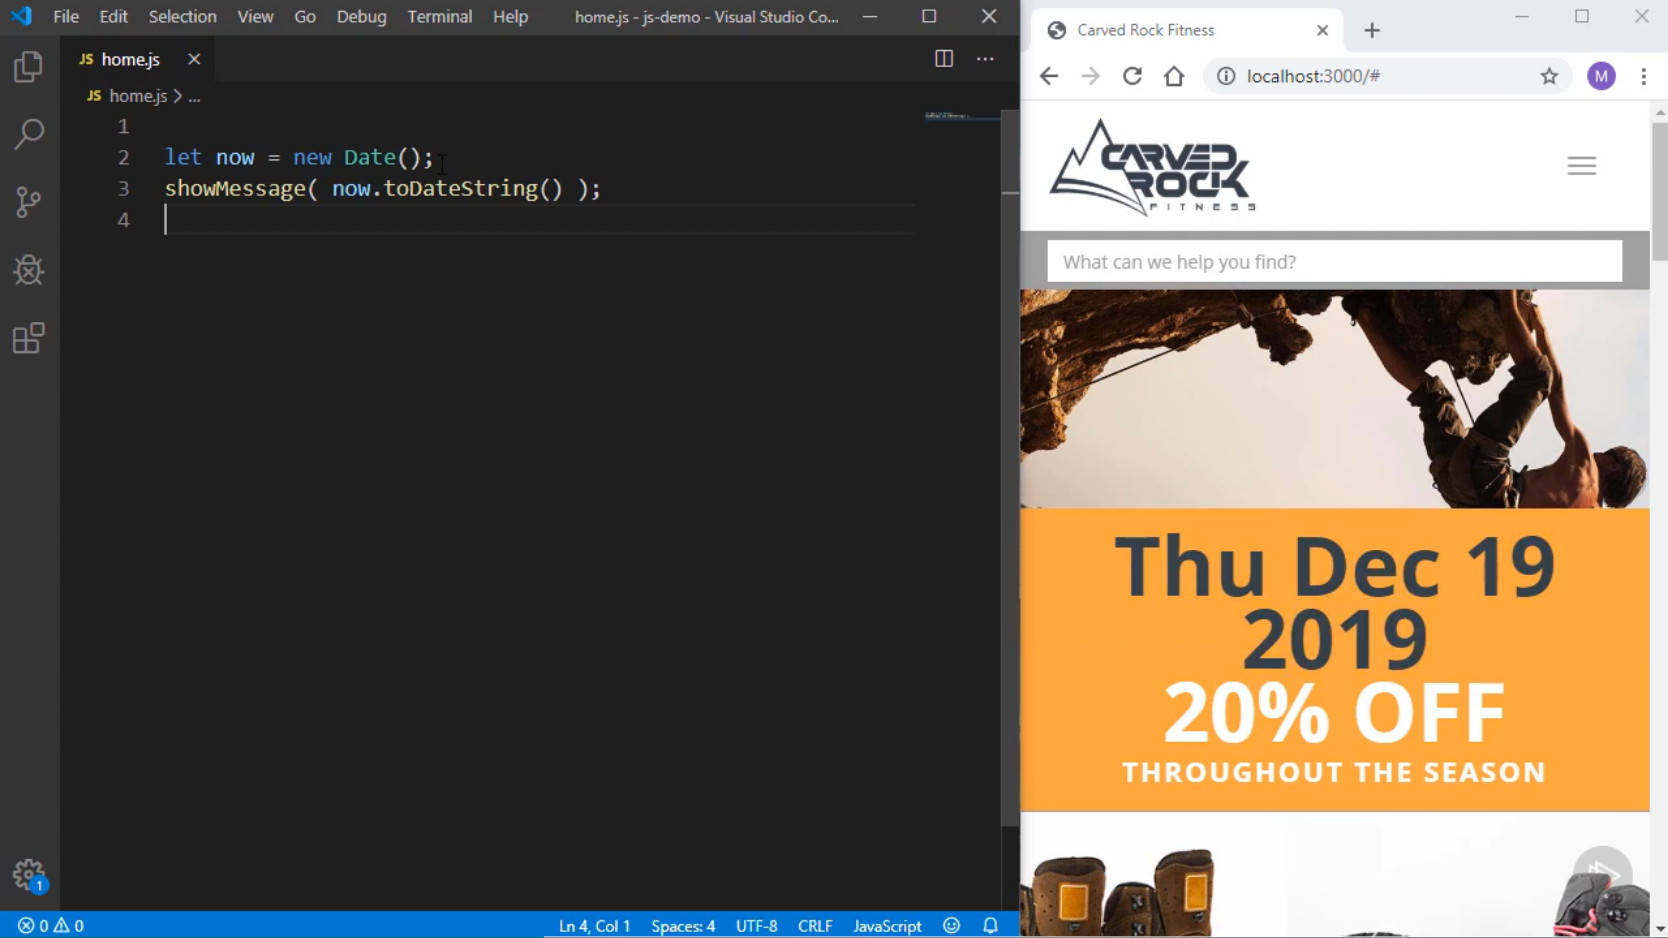 File Edit Selection View Go Debug Terminal Help home.js - js-demo - Visual Studio Co...
JS home.js
JS home.js > ...
1
2 let now = new Date();
3 showMessage( now.toDateString() );
4
1
0 0 Ln 4, Col 1 Spaces: 4 UTF-8 CRLF JavaScript
Carved Rock Fitness
localhost:3000/# M
CARVED
ROCK
FITNESS
What can we help you find?
Thu Dec 19
2019
20% OFF
THROUGHOUT THE SEASON